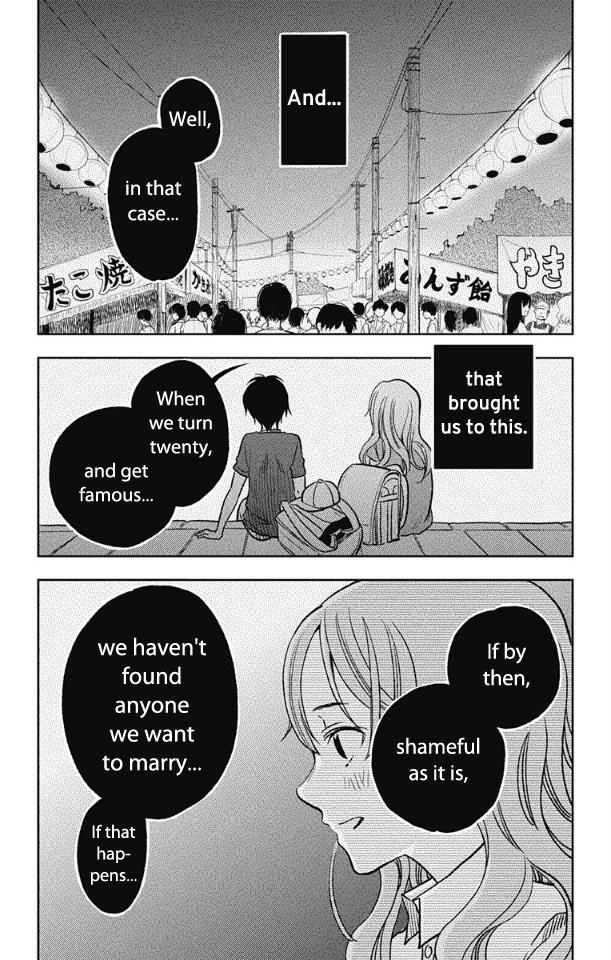 And...
Well,
in that
case...
たこ焼
あんず飴
やき
that
brought
us to this.
When
we turn
twenty,
and get
famous...
If by
then,
shameful
as it is,
we haven't
found
anyone
we want
to marry...
If that
hap-
pens...